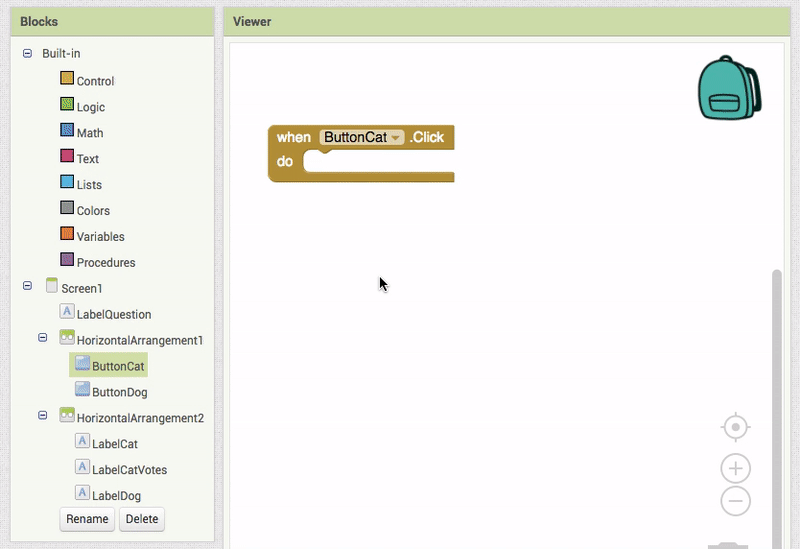 Blocks
Viewer
Built-in
Control
Logic
Math
Text
Lists
Colors
Variables
Procedures
Screen1
A LabelQuestion
HorizontalArrangement1
ButtonCat
ButtonDog
HorizontalArrangement2
A LabelCat
A LabelCatVotes
A LabelDog
Rename Delete
when ButtonCat .Click
do